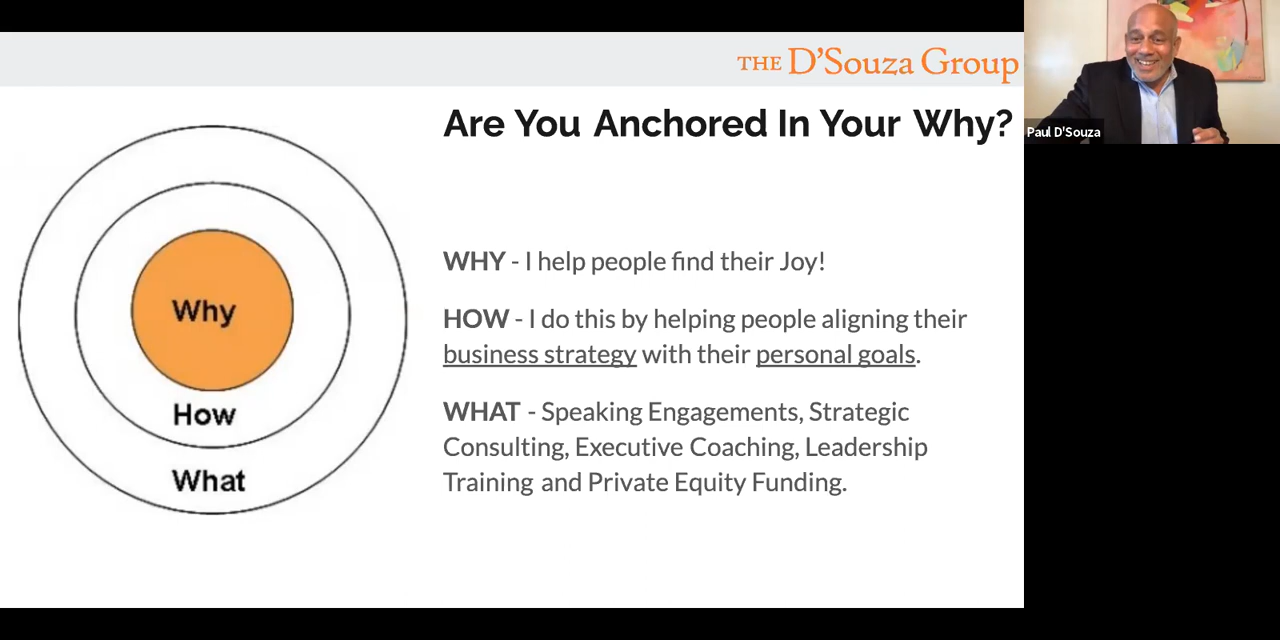 THE D'Souza Group
Are You Anchored In Your Why?
Paul D'Souza
Why
How
What
WHY - I help people find their Joy!
HOW - I do this by helping people aligning their
business strategy with their personal goals.
WHAT - Speaking Engagements, Strategic
Consulting, Executive Coaching, Leadership
Training and Private Equity Funding.